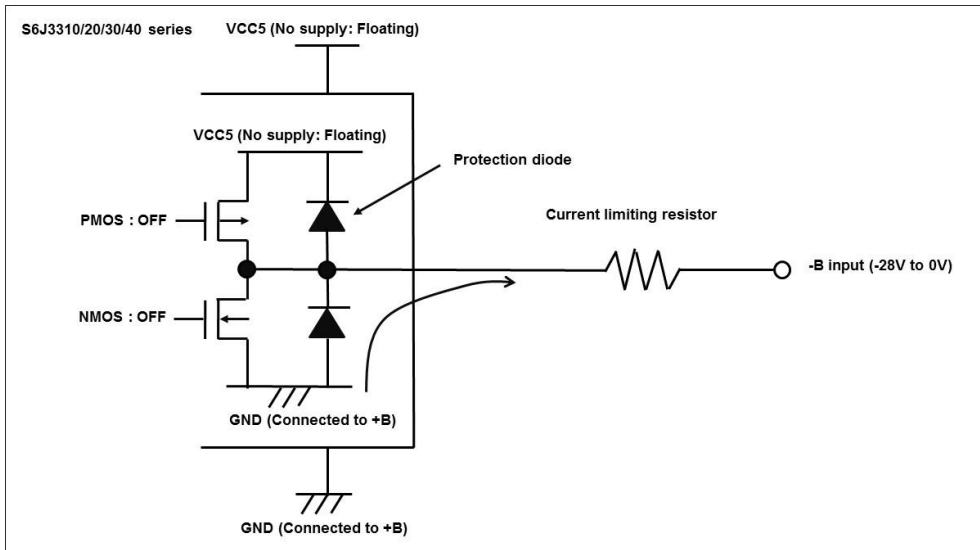 S6J3310/20/30/40 series
VCC5 (No supply: Floating)
VCC5 (No supply: Floating)
Protection diode
PMOS : OFF
Current limiting resistor
-B input (-28V to 0V)
NMOS : OFF
GND (Connected to +B)
GND (Connected to +B)